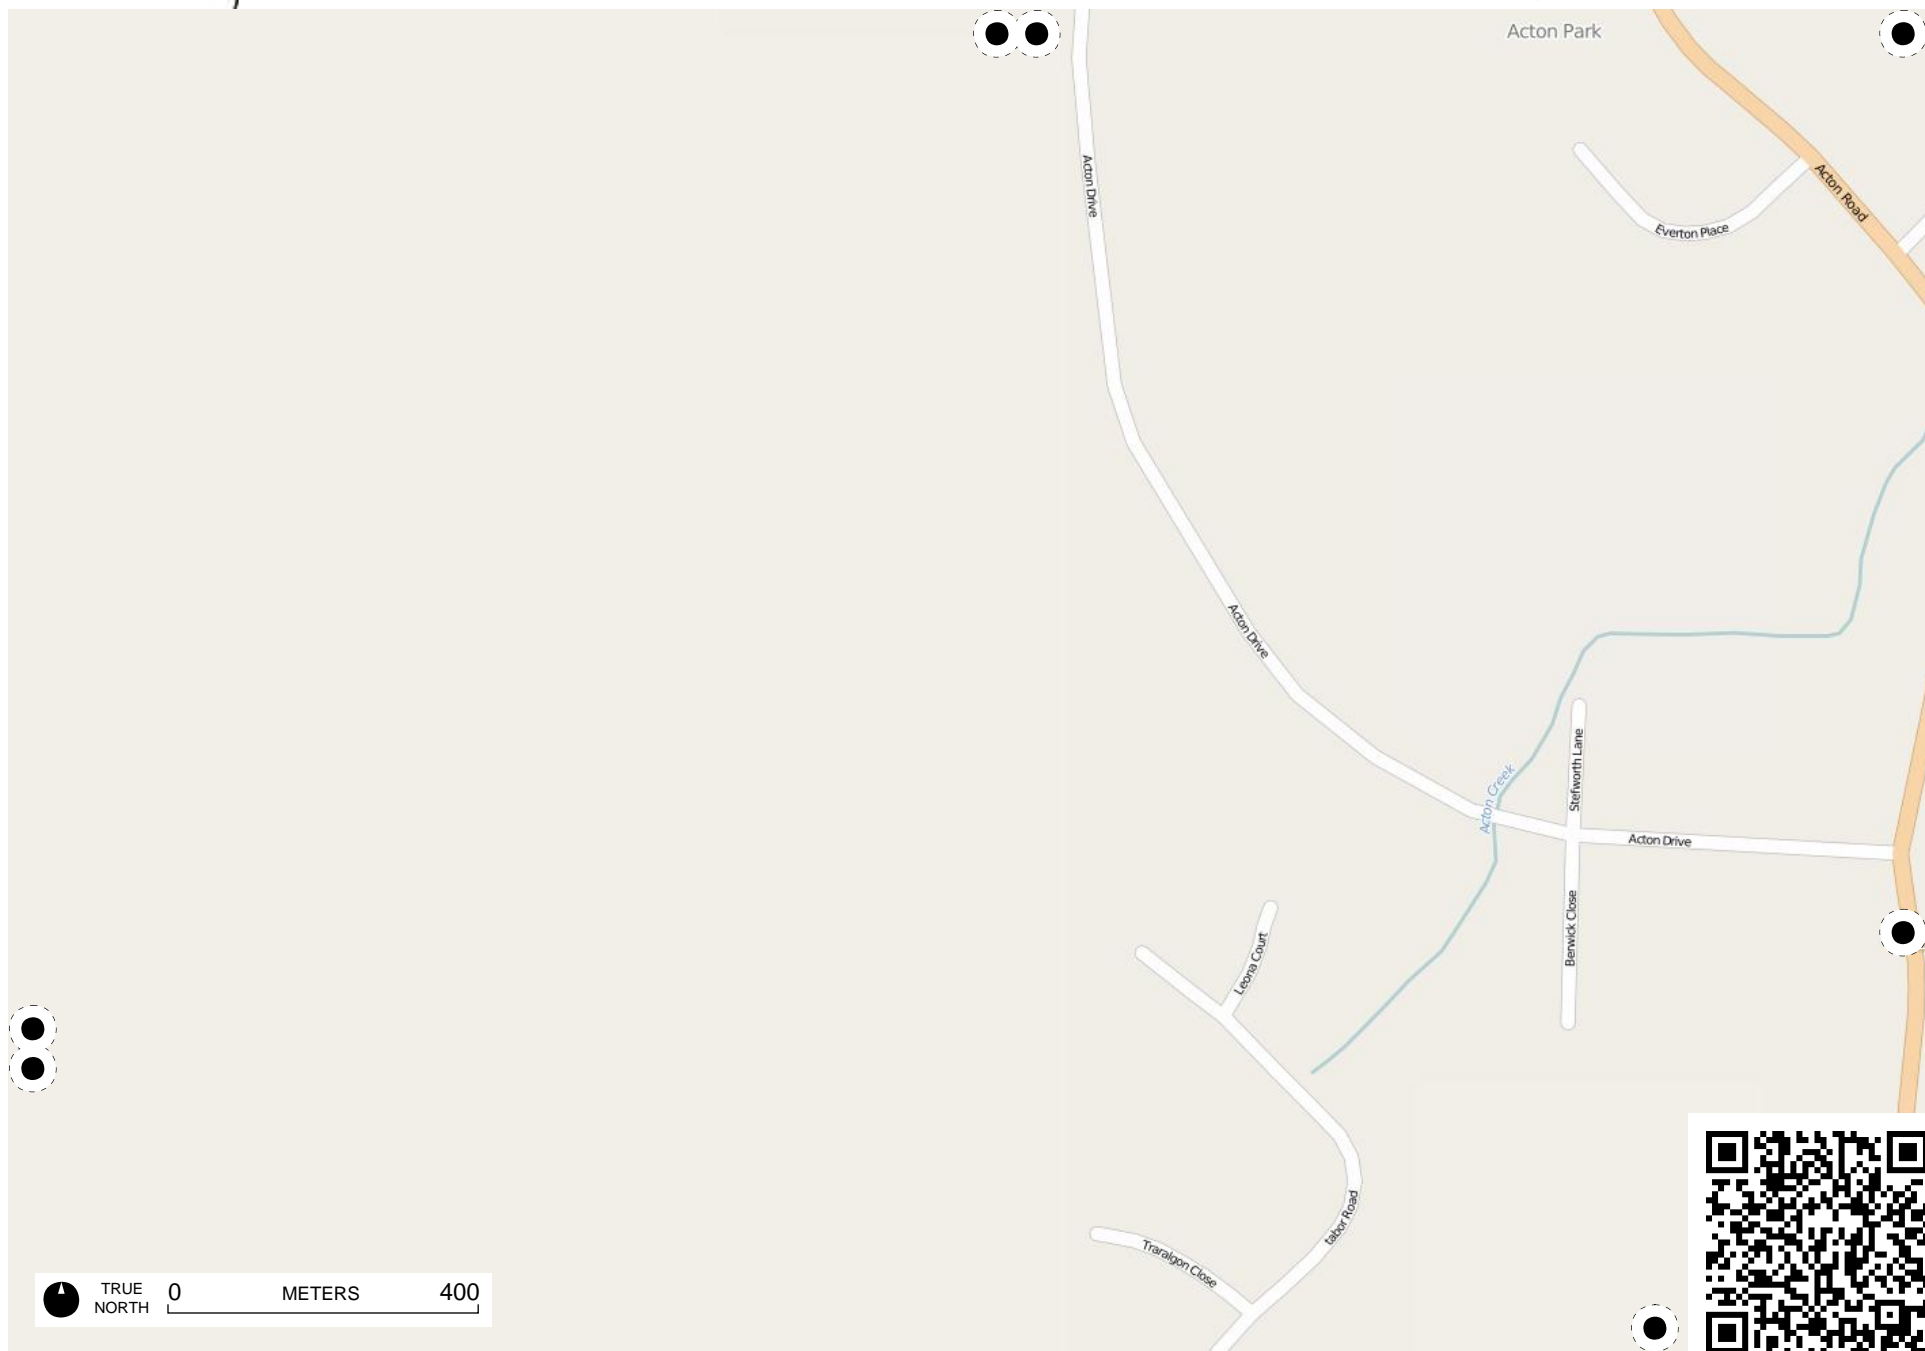 Acton Park
Acton Drive
Acton Road
Everton Place
Acton Drive
Stefworth Lane
Acton Creek
Acton Drive
Berwick Close
Leona Court
tabor Road
Traralgon Close
TRUE NORTH
0 METERS 400